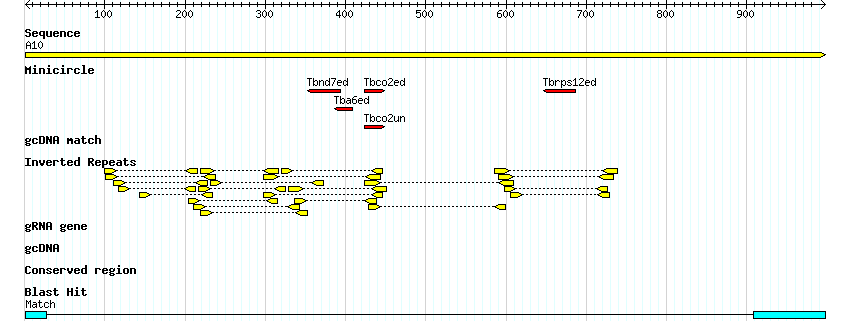 100 200 300 400 500 600 700 800 900
Sequence
A10
Minicircle
Tbnd7ed Tbco2ed Tbrps12ed
Tba6ed
Tbco2un
gcDNA match
Inverted Repeats
gRNA gene
gcDNA
Conserved region
Blast Hit
Match